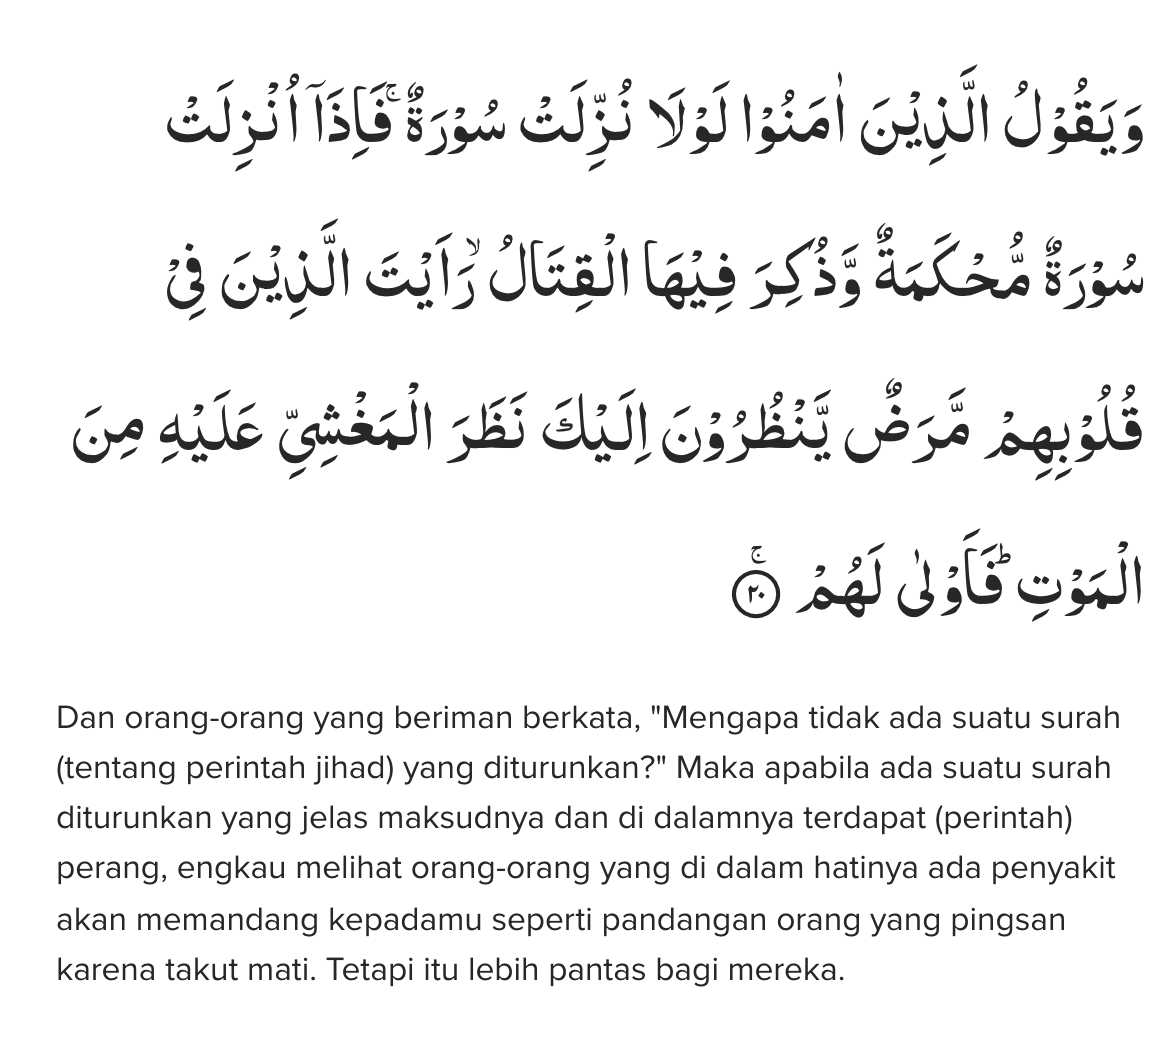 وَيَقُوْلُ الَّذِيْنَ اٰمَنُوْا لَوْلَا نُزِّلَتْ سُوْرَةٌ ۚفَاِذَآ اُنْزِلَتْ
سُوْرَةٌ مُّحْكَمَةٌ وَّذُكِرَ فِيْهَا الْقِتَالُ ۙرَاَيْتَ الَّذِيْنَ فِيْ
قُلُوْبِهِمْ مَّرَضٌ يَّنْظُرُوْنَ اِلَيْكَ نَظَرَ الْمَغْشِيِّ عَلَيْهِ مِنَ
الْمَوْتِ ۗفَاَوْلٰى لَهُمْ ۚ ٢٠
Dan orang-orang yang beriman berkata, "Mengapa tidak ada suatu surah
(tentang perintah jihad) yang diturunkan?" Maka apabila ada suatu surah
diturunkan yang jelas maksudnya dan di dalamnya terdapat (perintah)
perang, engkau melihat orang-orang yang di dalam hatinya ada penyakit
akan memandang kepadamu seperti pandangan orang yang pingsan
karena takut mati. Tetapi itu lebih pantas bagi mereka.